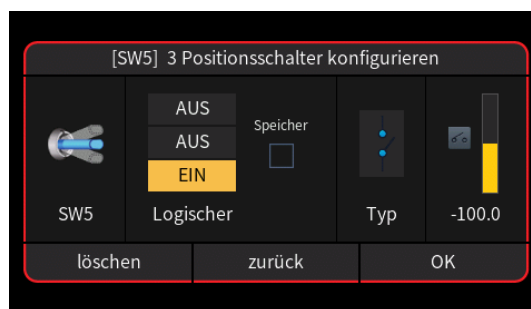 [SW5] 3 Positionsschalter konfigurieren
AUS
AUS
EIN
Speicher
SW5
Logischer
Typ
-100.0
löschen
zurück
OK